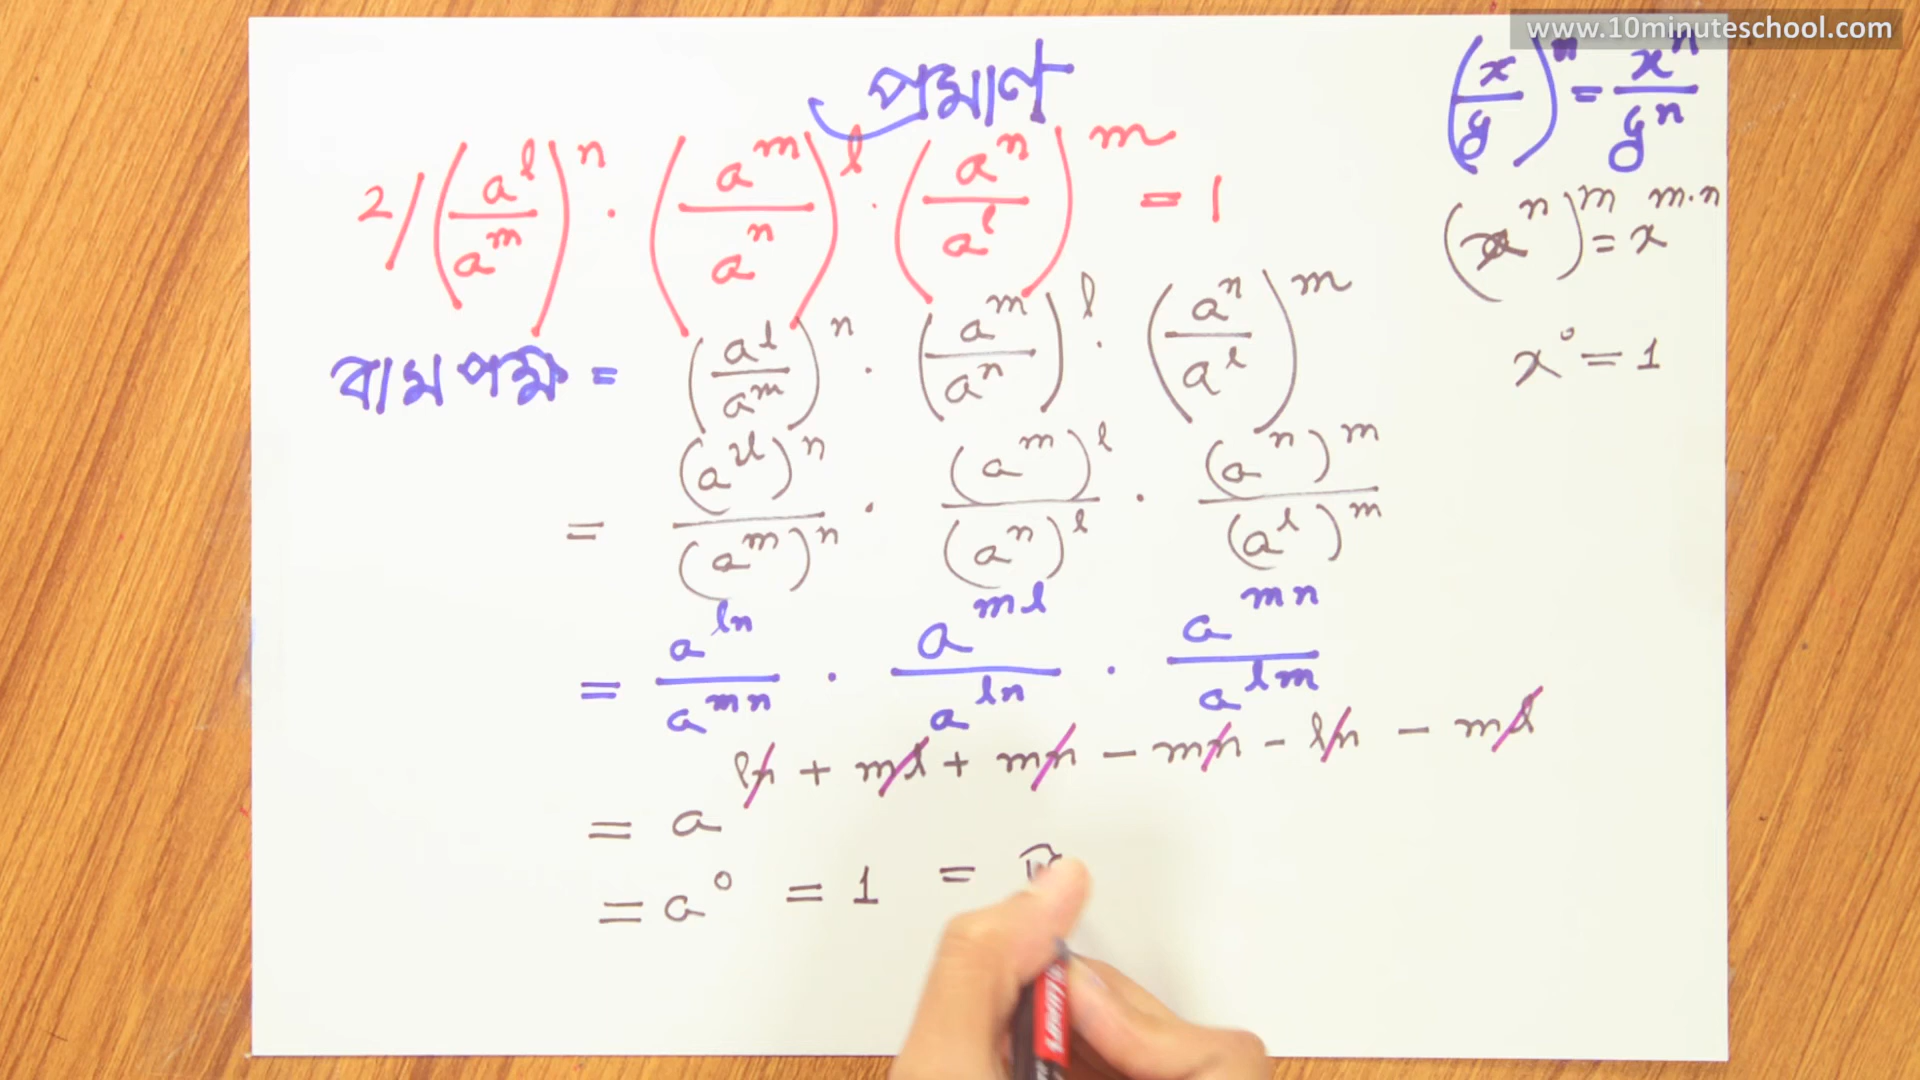 www.10minuteschool.com
প্রমাণ
2/ (a^l/a^m)^n · (a^m/a^n)^l · (a^n/a^l)^m = 1
(x/y)^n = x^n/y^n
(x^n)^m = x^m·n
x^0 = 1
বামপক্ষ = (a^l/a^m)^n · (a^m/a^n)^l · (a^n/a^l)^m
= (a^l)^n/(a^m)^n · (a^m)^l/(a^n)^l · (a^n)^m/(a^l)^m
= a^ln/a^mn · a^ml/a^ln · a^mn/a^lm
= a^ln + ml + mn − mn − ln − ml
= a^0 = 1 =